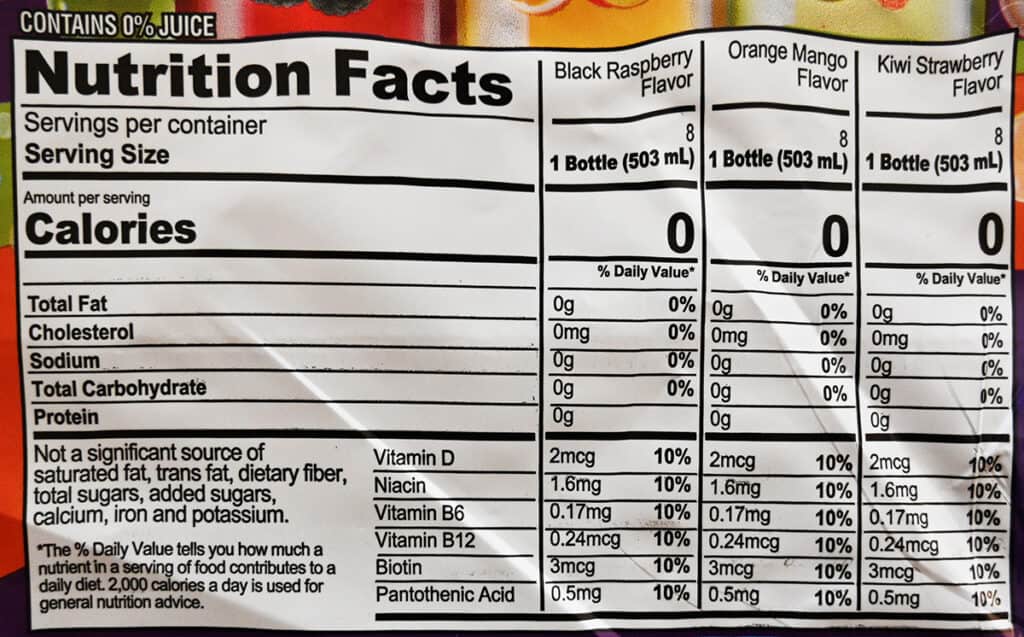 CONTAINS 0% JUICE
Nutrition Facts
Black Raspberry
Flavor
Orange Mango
Flavor
Kiwi Strawberry
Flavor
Servings per container 8 8 8
Serving Size 1 Bottle (503 mL) 1 Bottle (503 mL) 1 Bottle (503 mL)
Amount per serving
Calories 0 0 0
% Daily Value* % Daily Value* % Daily Value*
Total Fat 0g 0% 0g 0% 0g 0%
Cholesterol 0mg 0% 0mg 0% 0mg 0%
Sodium 0g 0% 0g 0% 0g 0%
Total Carbohydrate 0g 0% 0g 0% 0g 0%
Protein 0g 0g 0g
Not a significant source of
saturated fat, trans fat, dietary fiber,
total sugars, added sugars,
calcium, iron and potassium.
*The % Daily Value tells you how much a
nutrient in a serving of food contributes to a
daily diet. 2,000 calories a day is used for
general nutrition advice.
Vitamin D 2mcg 10% 2mcg 10% 2mcg 10%
Niacin 1.6mg 10% 1.6mg 10% 1.6mg 10%
Vitamin B6 0.17mg 10% 0.17mg 10% 0.17mg 10%
Vitamin B12 0.24mcg 10% 0.24mcg 10% 0.24mcg 10%
Biotin 3mcg 10% 3mcg 10% 3mcg 10%
Pantothenic Acid 0.5mg 10% 0.5mg 10% 0.5mg 10%